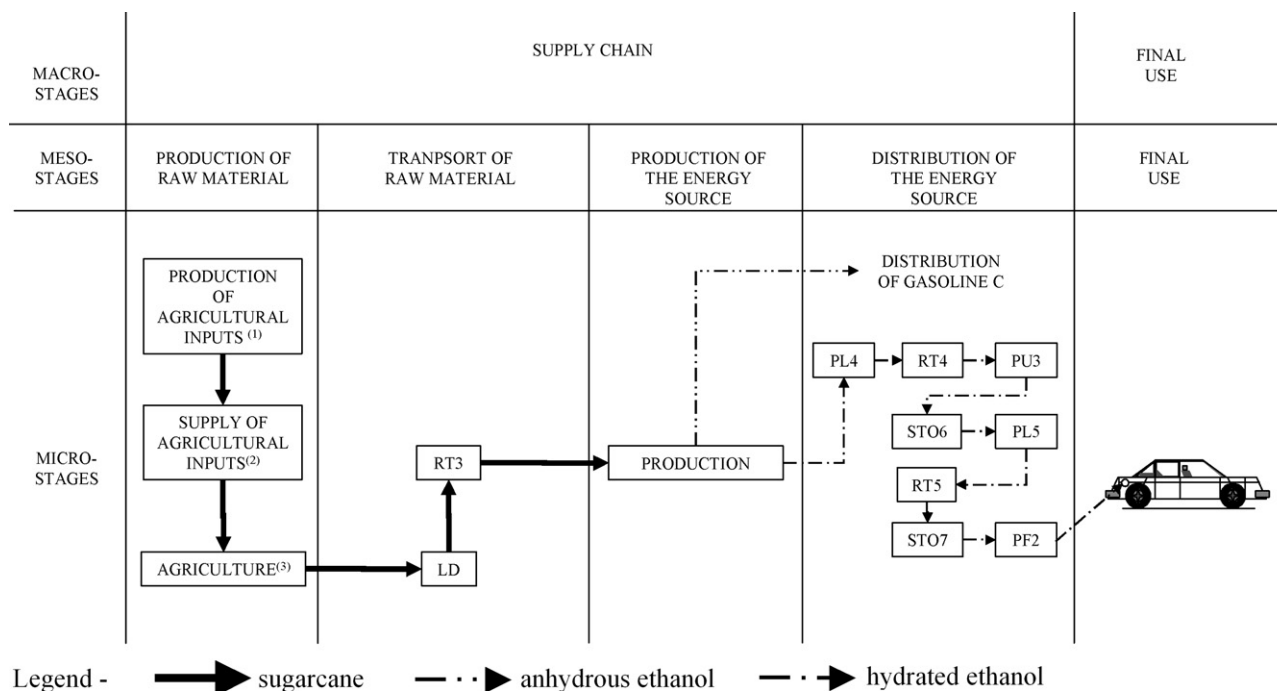 MACRO-
STAGES
SUPPLY CHAIN
FINAL
USE
MESO-
STAGES
PRODUCTION OF
RAW MATERIAL
TRANPSORT OF
RAW MATERIAL
PRODUCTION OF
THE ENERGY
SOURCE
DISTRIBUTION OF
THE ENERGY
SOURCE
FINAL
USE
MICRO-
STAGES
PRODUCTION
OF
AGRICULTURAL
INPUTS (1)
SUPPLY OF
AGRICULTURAL
INPUTS(2)
AGRICULTURE(3)
LD
RT3
PRODUCTION
DISTRIBUTION
OF GASOLINE C
PL4
RT4
PU3
STO6
PL5
RT5
STO7
PF2
Legend - sugarcane anhydrous ethanol hydrated ethanol